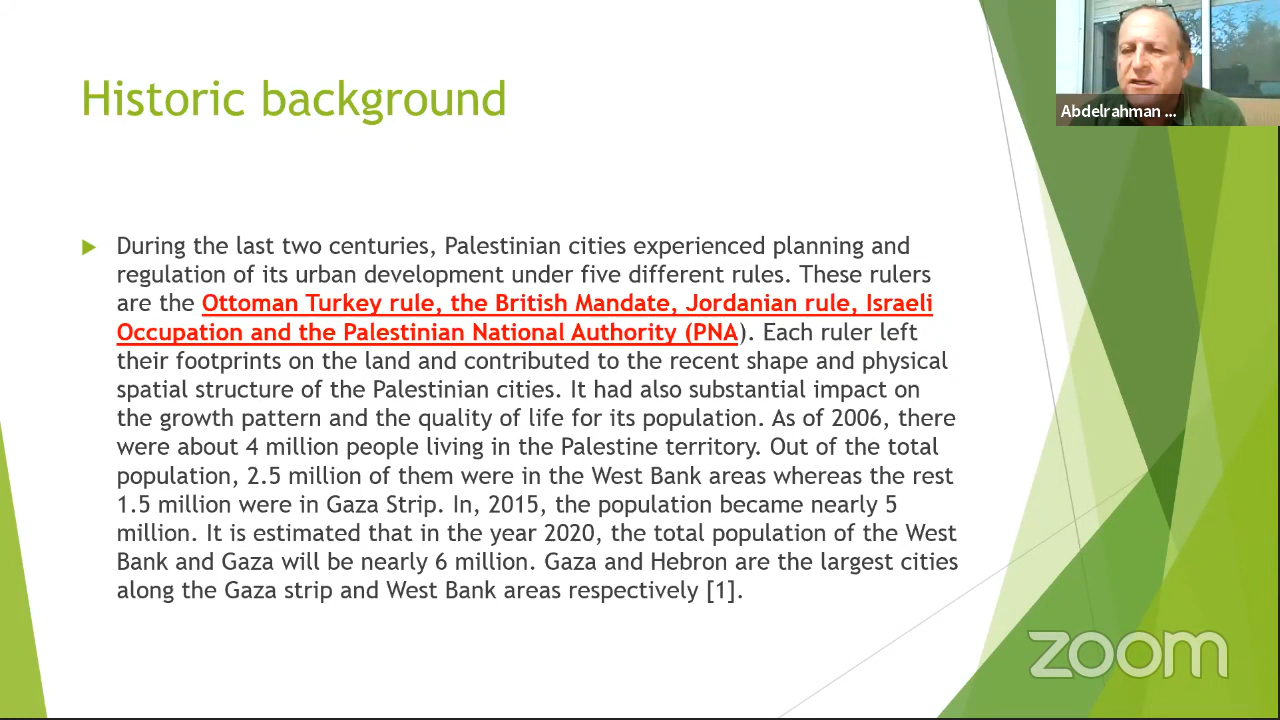 Historic background
Abdelrahman ...
During the last two centuries, Palestinian cities experienced planning and
regulation of its urban development under five different rules. These rulers
are the Ottoman Turkey rule, the British Mandate, Jordanian rule, Israeli
Occupation and the Palestinian National Authority (PNA). Each ruler left
their footprints on the land and contributed to the recent shape and physical
spatial structure of the Palestinian cities. It had also substantial impact on
the growth pattern and the quality of life for its population. As of 2006, there
were about 4 million people living in the Palestine territory. Out of the total
population, 2.5 million of them were in the West Bank areas whereas the rest
1.5 million were in Gaza Strip. In, 2015, the population became nearly 5
million. It is estimated that in the year 2020, the total population of the West
Bank and Gaza will be nearly 6 million. Gaza and Hebron are the largest cities
along the Gaza strip and West Bank areas respectively [1].
zoom